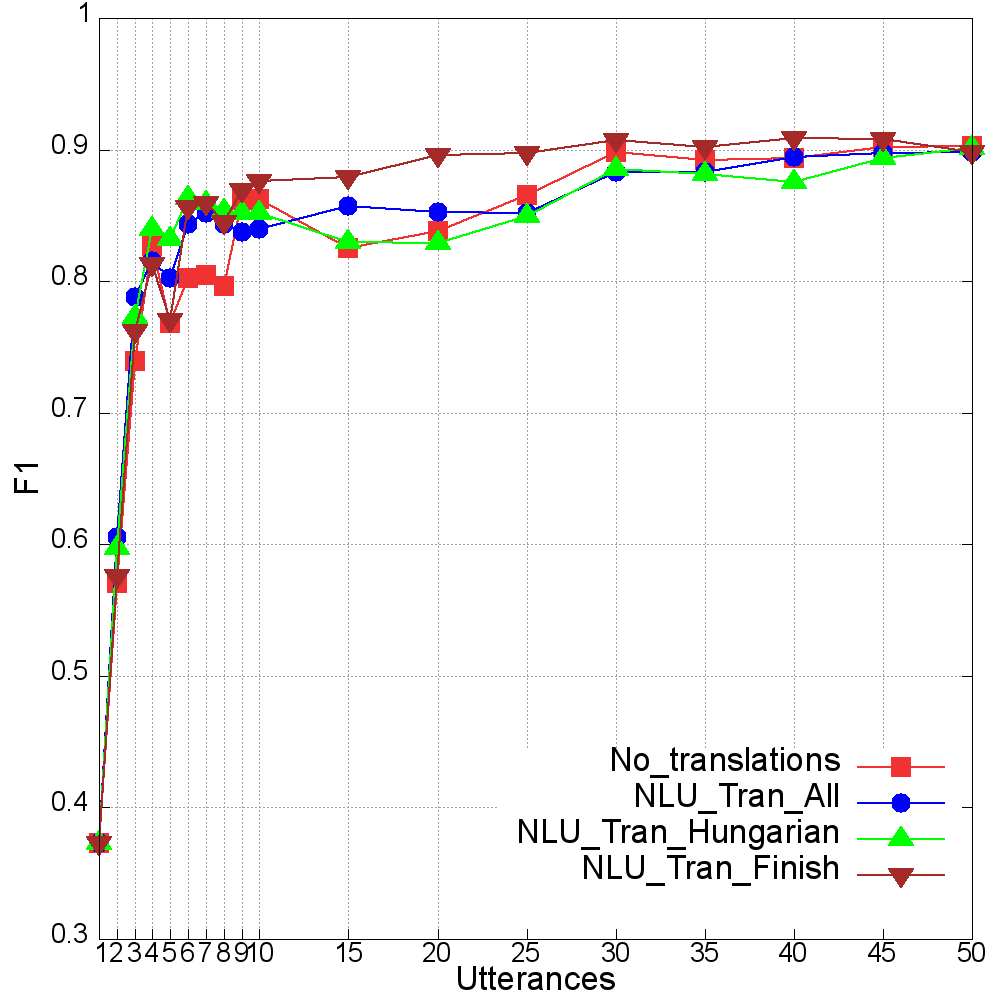 1
0.9
0.8
0.7
0.6
0.5
0.4
0.3
F1
No_translations
NLU_Tran_All
NLU_Tran_Hungarian
NLU_Tran_Finish
1 2 3 4 5 6 7 8 9 10 15 20 25 30 35 40 45 50
Utterances